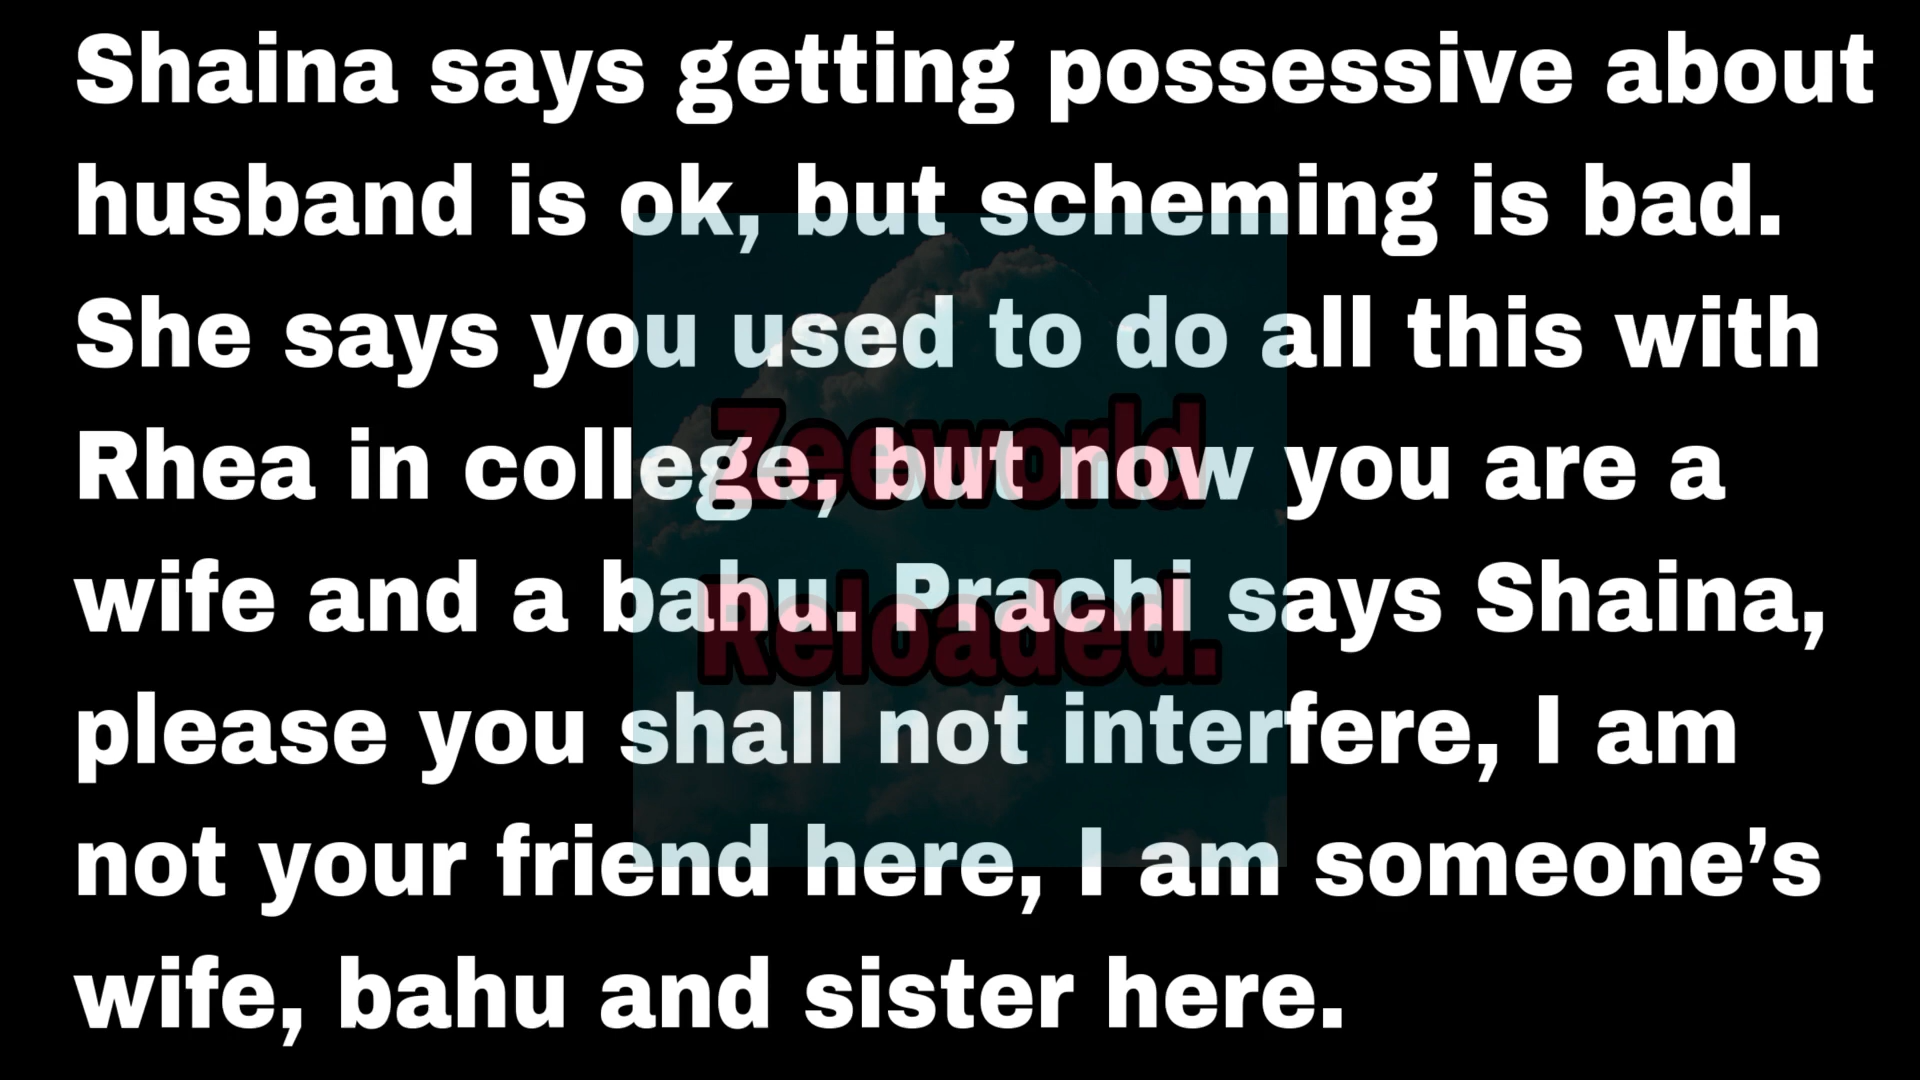 Shaina says getting possessive about
husband is ok, but scheming is bad.
She says you used to do all this with
Rhea in college, but now you are a
wife and a bahu. Prachi says Shaina,
please you shall not interfere, I am
not your friend here, I am someone’s
wife, bahu and sister here.
Zeeworld
Reloaded.